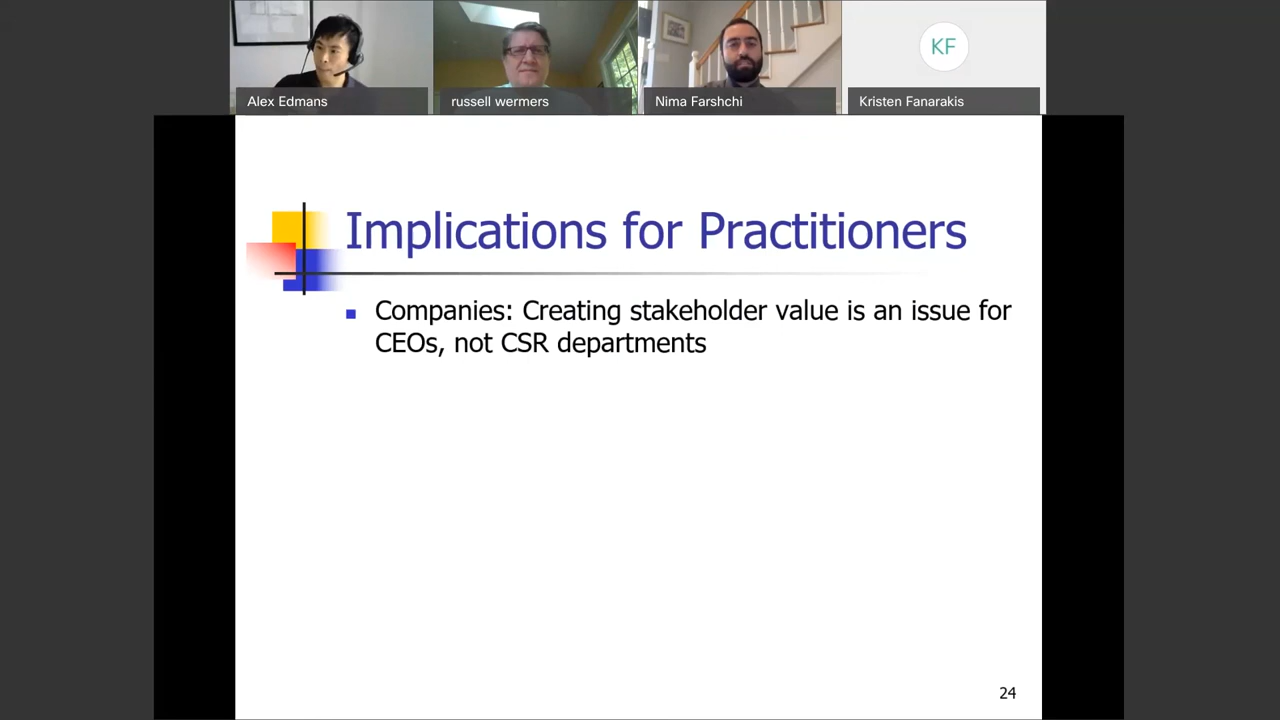 KF
Alex Edmans
russell wermers
Nima Farshchi
Kristen Fanarakis
Implications for Practitioners
Companies: Creating stakeholder value is an issue for
CEOs, not CSR departments
24